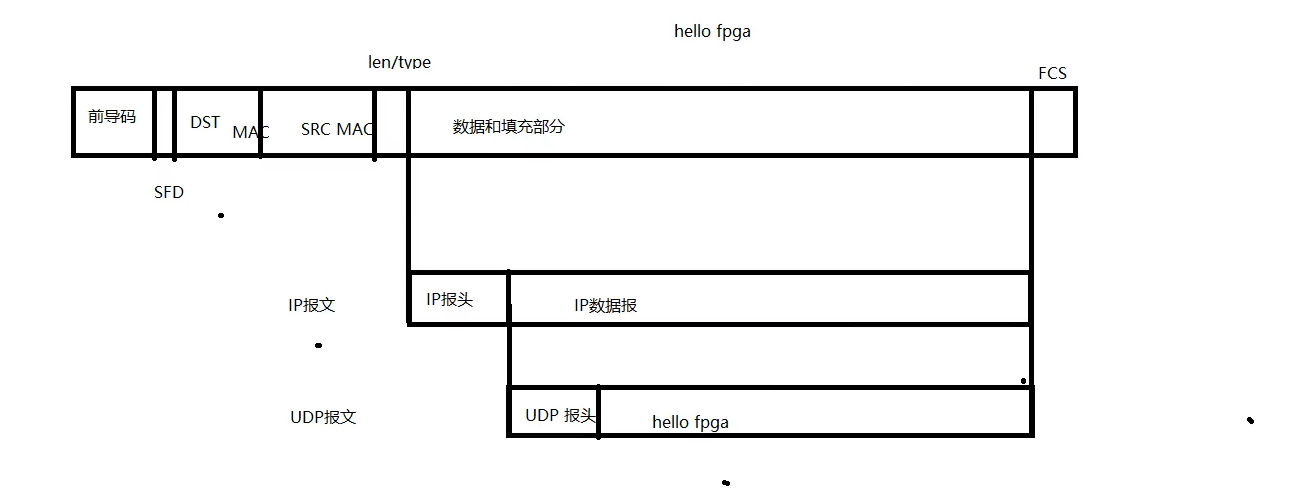 hello fpga
len/type
FCS
前导码
DST MAC
SRC MAC
数据和填充部分
SFD
IP报文
IP报头
IP数据报
UDP报文
UDP 报头
hello fpga